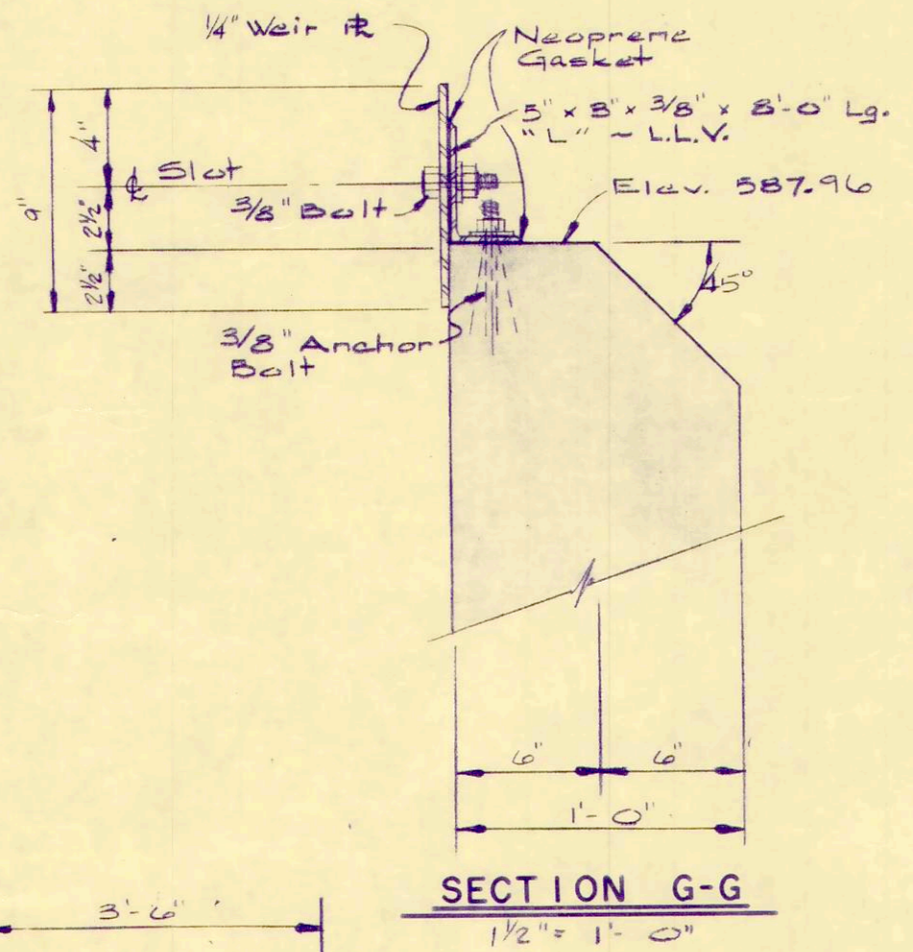 1/4" Weir PL
Neoprene
Gasket
5" x 3" x 3/8" x 8'-0" Lg.
"L" ~ L.L.V.
4"
9"
CL Slot
Elev. 587.96
3/8" Bolt
2 1/2"
2 1/2"
45°
3/8" Anchor
Bolt
6" 6"
1'-0"
SECTION G-G
1 1/2" = 1'-0"
3'-6"